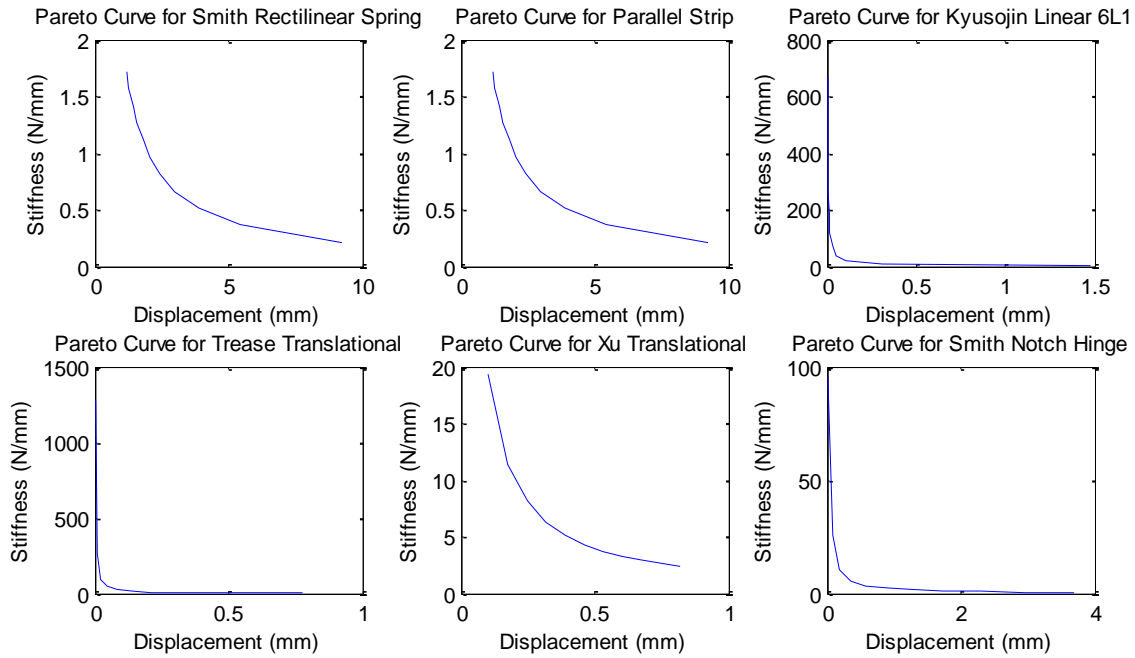 Pareto Curve for Smith Rectilinear Spring
2
1.5
1
0.5
0
Stiffness (N/mm)
0 5 10
Displacement (mm)
Pareto Curve for Parallel Strip
2
1.5
1
0.5
0
Stiffness (N/mm)
0 5 10
Displacement (mm)
Pareto Curve for Kyusojin Linear 6L1
800
600
400
200
0
Stiffness (N/mm)
0 0.5 1 1.5
Displacement (mm)
Pareto Curve for Trease Translational
1500
1000
500
0
Stiffness (N/mm)
0 0.5 1
Displacement (mm)
Pareto Curve for Xu Translational
20
15
10
5
0
Stiffness (N/mm)
0 0.5 1
Displacement (mm)
Pareto Curve for Smith Notch Hinge
100
50
0
Stiffness (N/mm)
0 2 4
Displacement (mm)